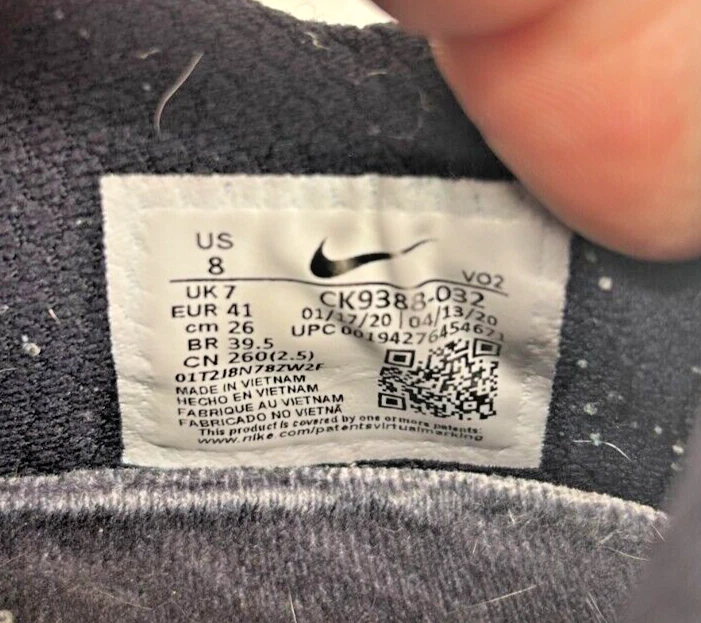 US
8
VO2
UK 7
EUR 41
cm 26
BR 39.5
CN 260(2.5)
CK9388-032
01/17/20 | 04/13/20
UPC 00194276454671
01T2J8N78ZW2F
MADE IN VIETNAM
HECHO EN VIETNAM
FABRIQUE AU VIETNAM
FABRICADO NO VIETNÃ
This product is covered by one or more patents:
www.nike.com/patentsvirtualmarking